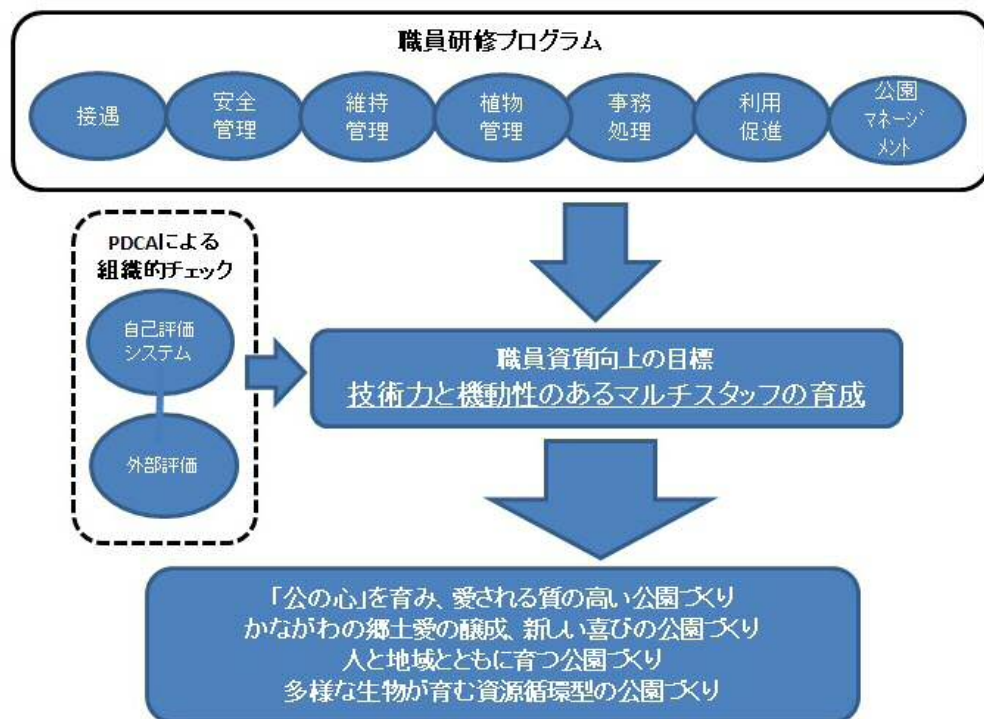 職員研修プログラム
接遇
安全
管理
維持
管理
植物
管理
事務
処理
利用
促進
公園
マネージ
メント
PDCAによる
組織的チェック
自己評価
システム
外部評価
職員資質向上の目標
技術力と機動性のあるマルチスタッフの育成
「公の心」を育み、愛される質の高い公園づくり
かながわの郷土愛の醸成、新しい喜びの公園づくり
人と地域とともに育つ公園づくり
多様な生物が育む資源循環型の公園づくり